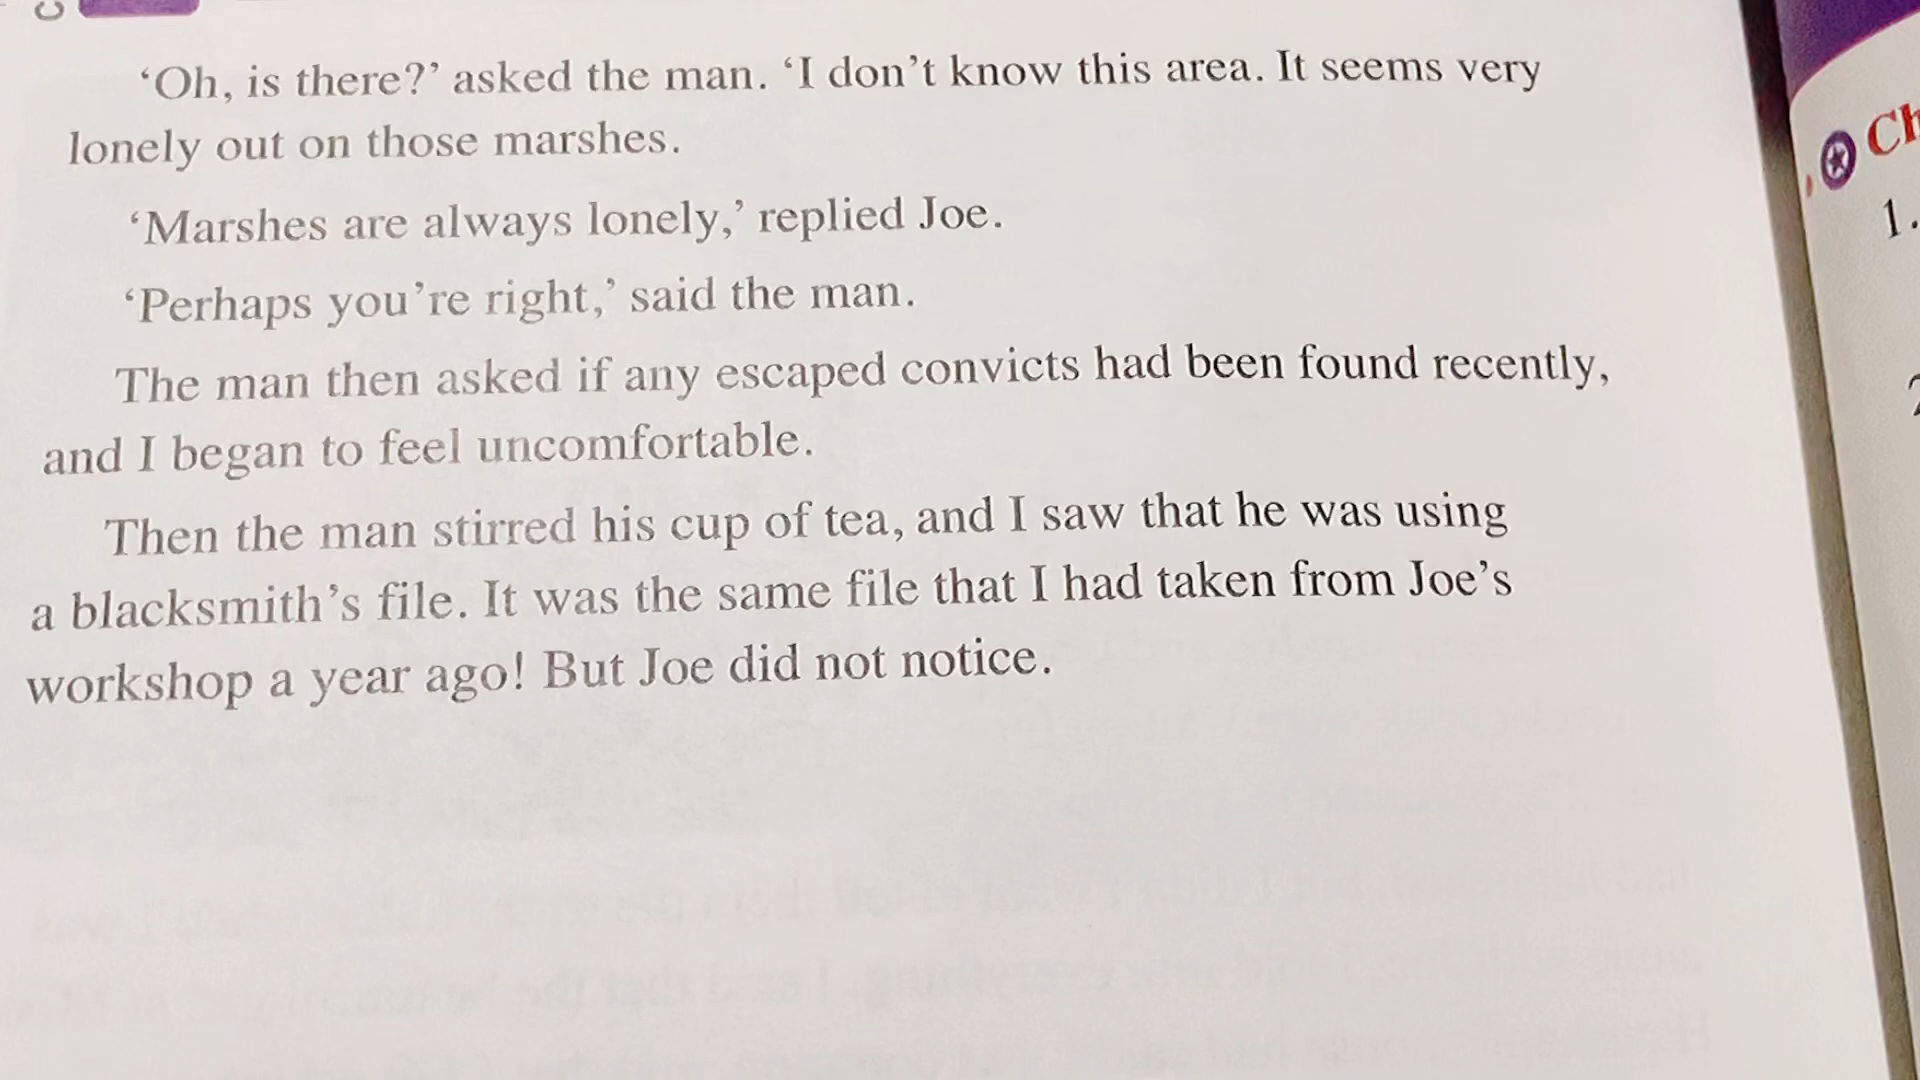 ‘Oh, is there?’ asked the man. ‘I don’t know this area. It seems very
lonely out on those marshes.
‘Marshes are always lonely,’ replied Joe.
‘Perhaps you’re right,’ said the man.
The man then asked if any escaped convicts had been found recently,
and I began to feel uncomfortable.
Then the man stirred his cup of tea, and I saw that he was using
a blacksmith’s file. It was the same file that I had taken from Joe’s
workshop a year ago! But Joe did not notice.
Ch
1.